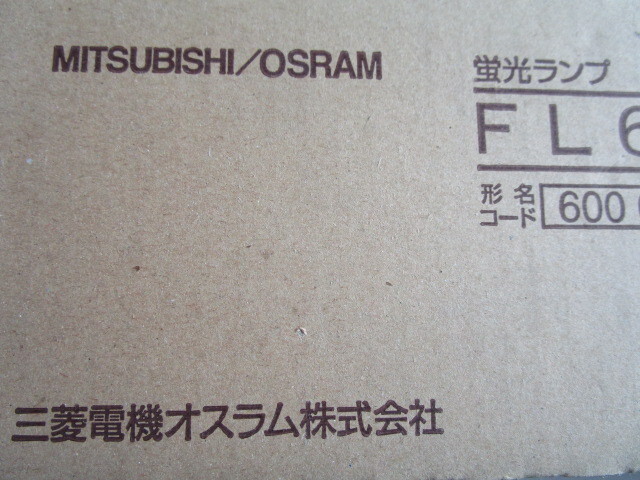 MITSUBISHI/OSRAM
蛍光ランプ
FL6
形名
コード 600
三菱電機オスラム株式会社